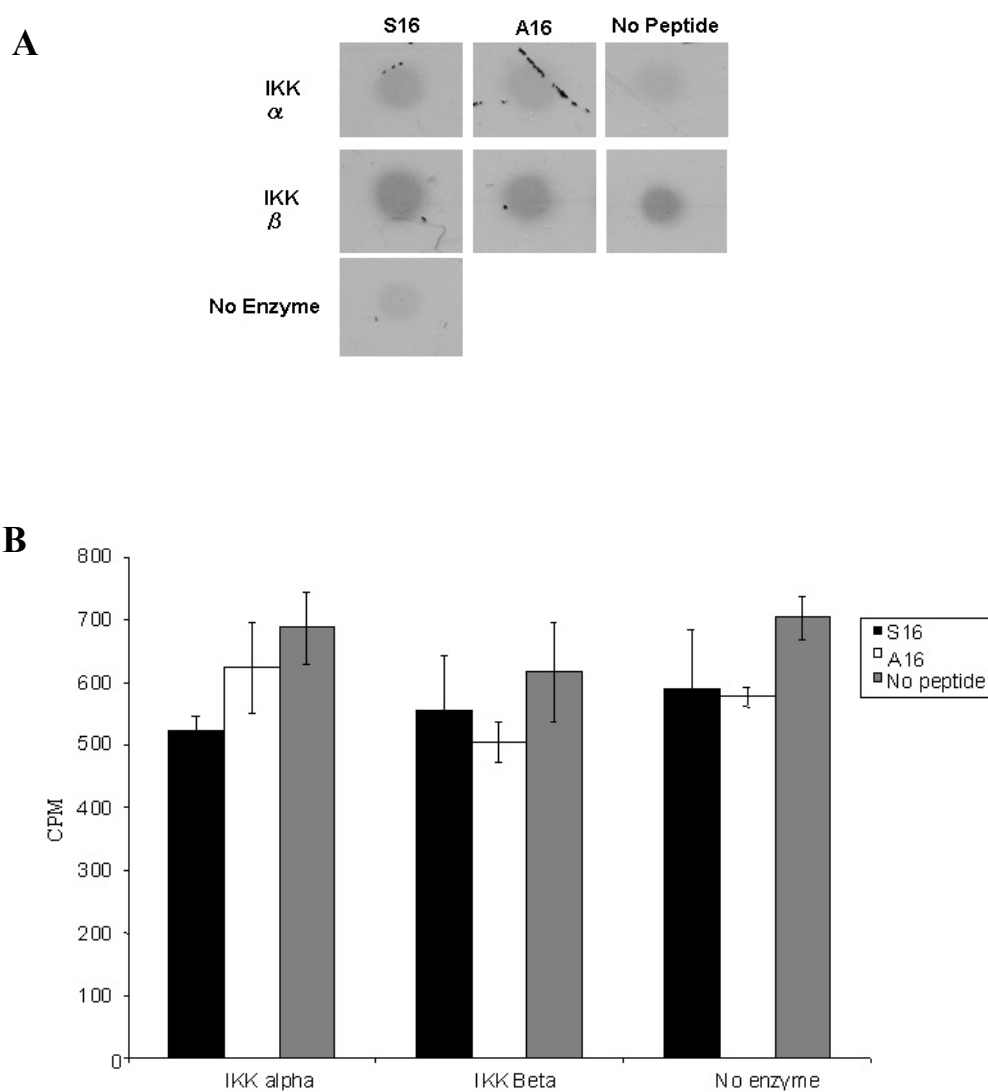 A
S16 A16 No Peptide
IKK
α
IKK
β
No Enzyme
B
800
700
600
500
400
300
200
100
0
CPM
IKK alpha IKK Beta No enzyme
S16
A16
No peptide